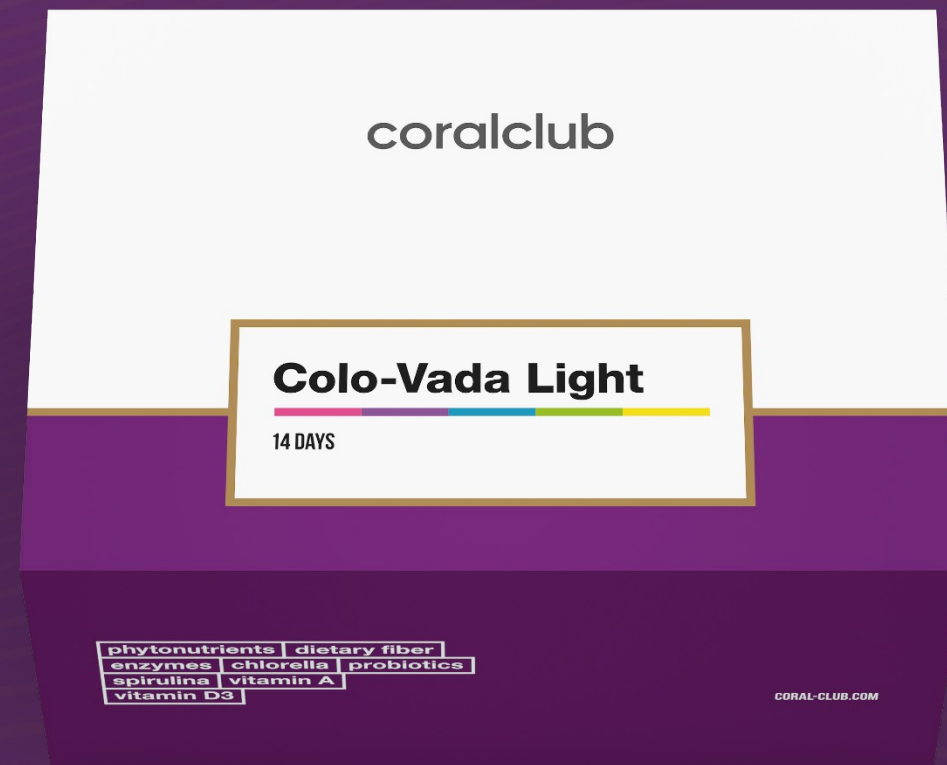 coralclub
Colo-Vada Light
14 DAYS
phytonutrients dietary fiber
enzymes chlorella probiotics
spirulina vitamin A
vitamin D3
CORAL-CLUB.COM